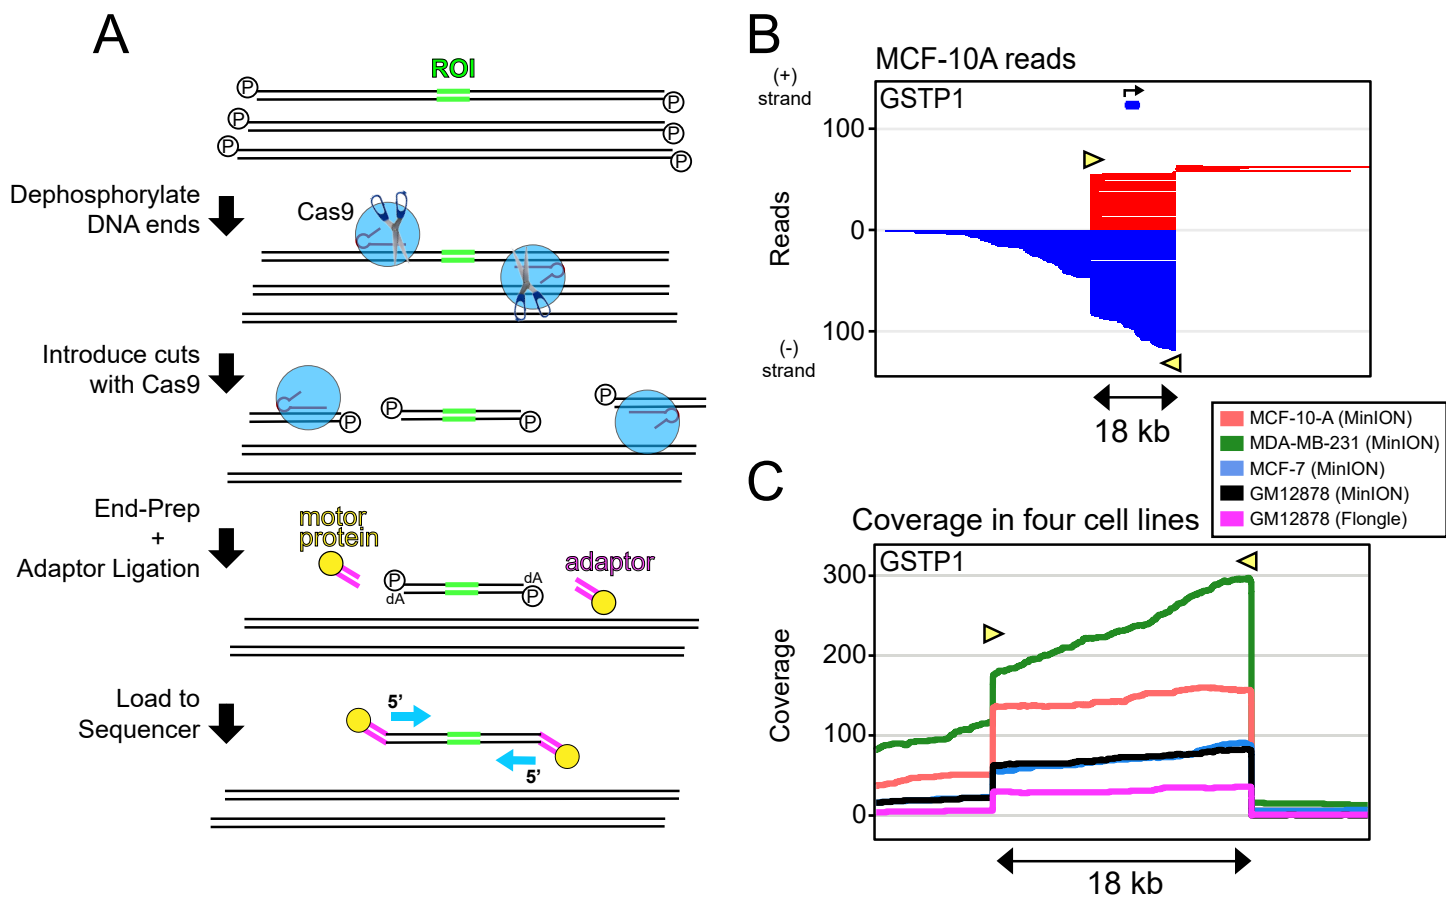 A
ROI
P
P
P
P
P
P
Dephosphorylate
DNA ends
Cas9
Introduce cuts
with Cas9
P
P
P
P
End-Prep
+
Adaptor Ligation
motor
protein
adaptor
P
dA
dA
P
Load to
Sequencer
5’
5’
B
MCF-10A reads
(+)
strand
GSTP1
100
0
100
Reads
(-)
strand
18 kb
MCF-10-A (MinION)
MDA-MB-231 (MinION)
MCF-7 (MinION)
GM12878 (MinION)
GM12878 (Flongle)
C
Coverage in four cell lines
GSTP1
300
200
100
0
Coverage
18 kb